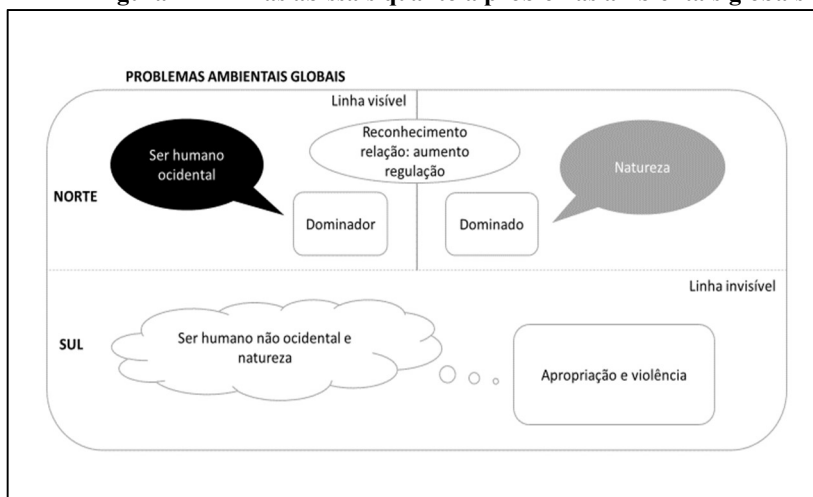 PROBLEMAS AMBIENTAIS GLOBAIS
Linha visível
Ser humano
ocidental
Reconhecimento
relação: aumento
regulação
Natureza
NORTE
Dominador
Dominado
Linha invisível
SUL
Ser humano não ocidental e
natureza
Apropriação e violência